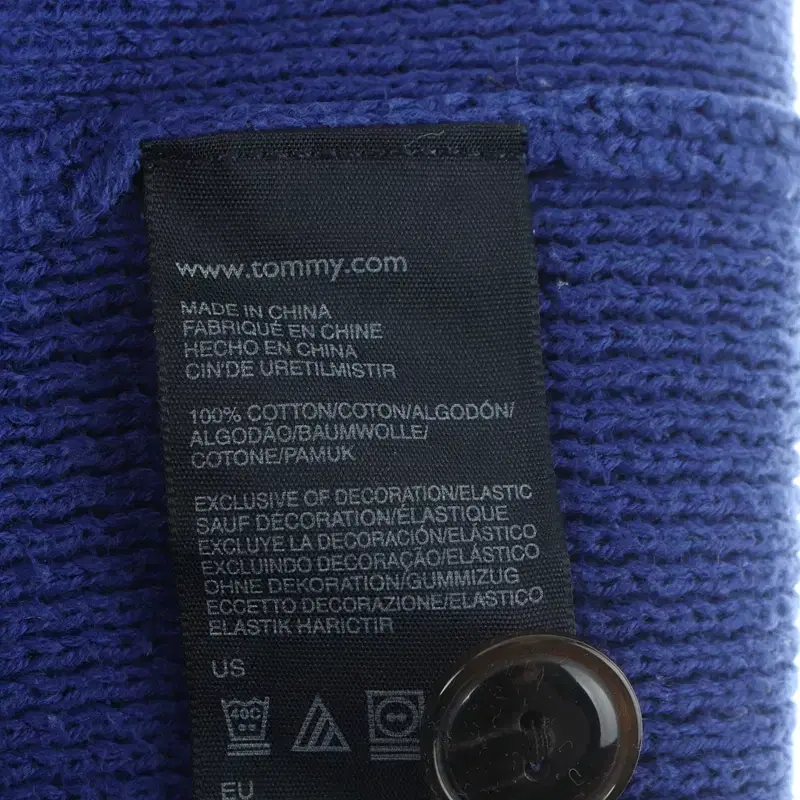 www.tommy.com
MADE IN CHINA
FABRIQUÉ EN CHINE
HECHO EN CHINA
CIN'DE URETILMISTIR
100% COTTON/COTON/ALGODÓN/
ALGODÃO/BAUMWOLLE/
COTONE/PAMUK
EXCLUSIVE OF DECORATION/ELASTIC
SAUF DÉCORATION/ÉLASTIQUE
EXCLUYE LA DECORACIÓN/ELÁSTICO
EXCLUINDO DECORAÇÃO/ELÁSTICO
OHNE DEKORATION/GUMMIZUG
ECCETTO DECORAZIONE/ELASTICO
ELASTIK HARICTIR
US
40C
EU